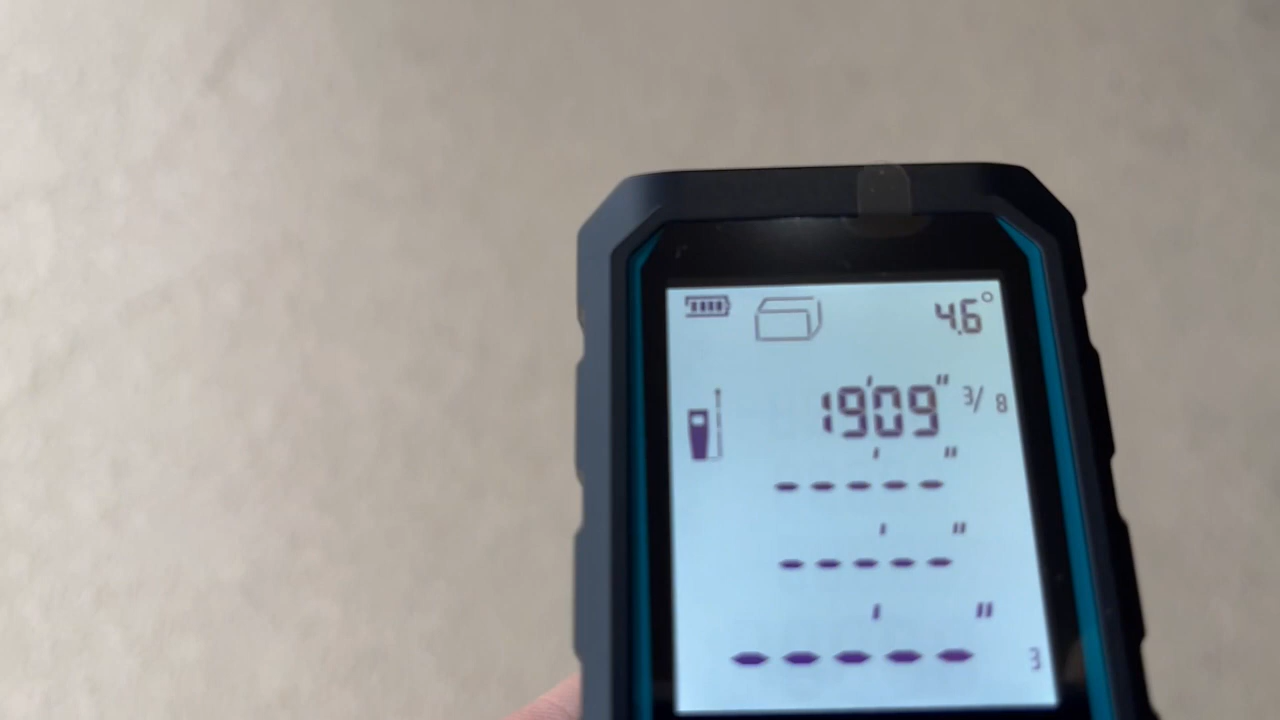 4.6°
19'09" 3/8
' "
- - - - -
' "
- - - - -
' "
- - - - - 3